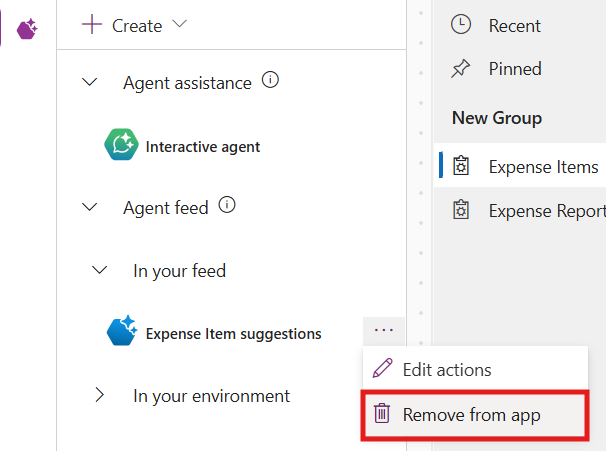 Create
Agent assistance
Interactive agent
Agent feed
In your feed
Expense Item suggestions
In your environment
Edit actions
Remove from app
Recent
Pinned
New Group
Expense Items
Expense Report